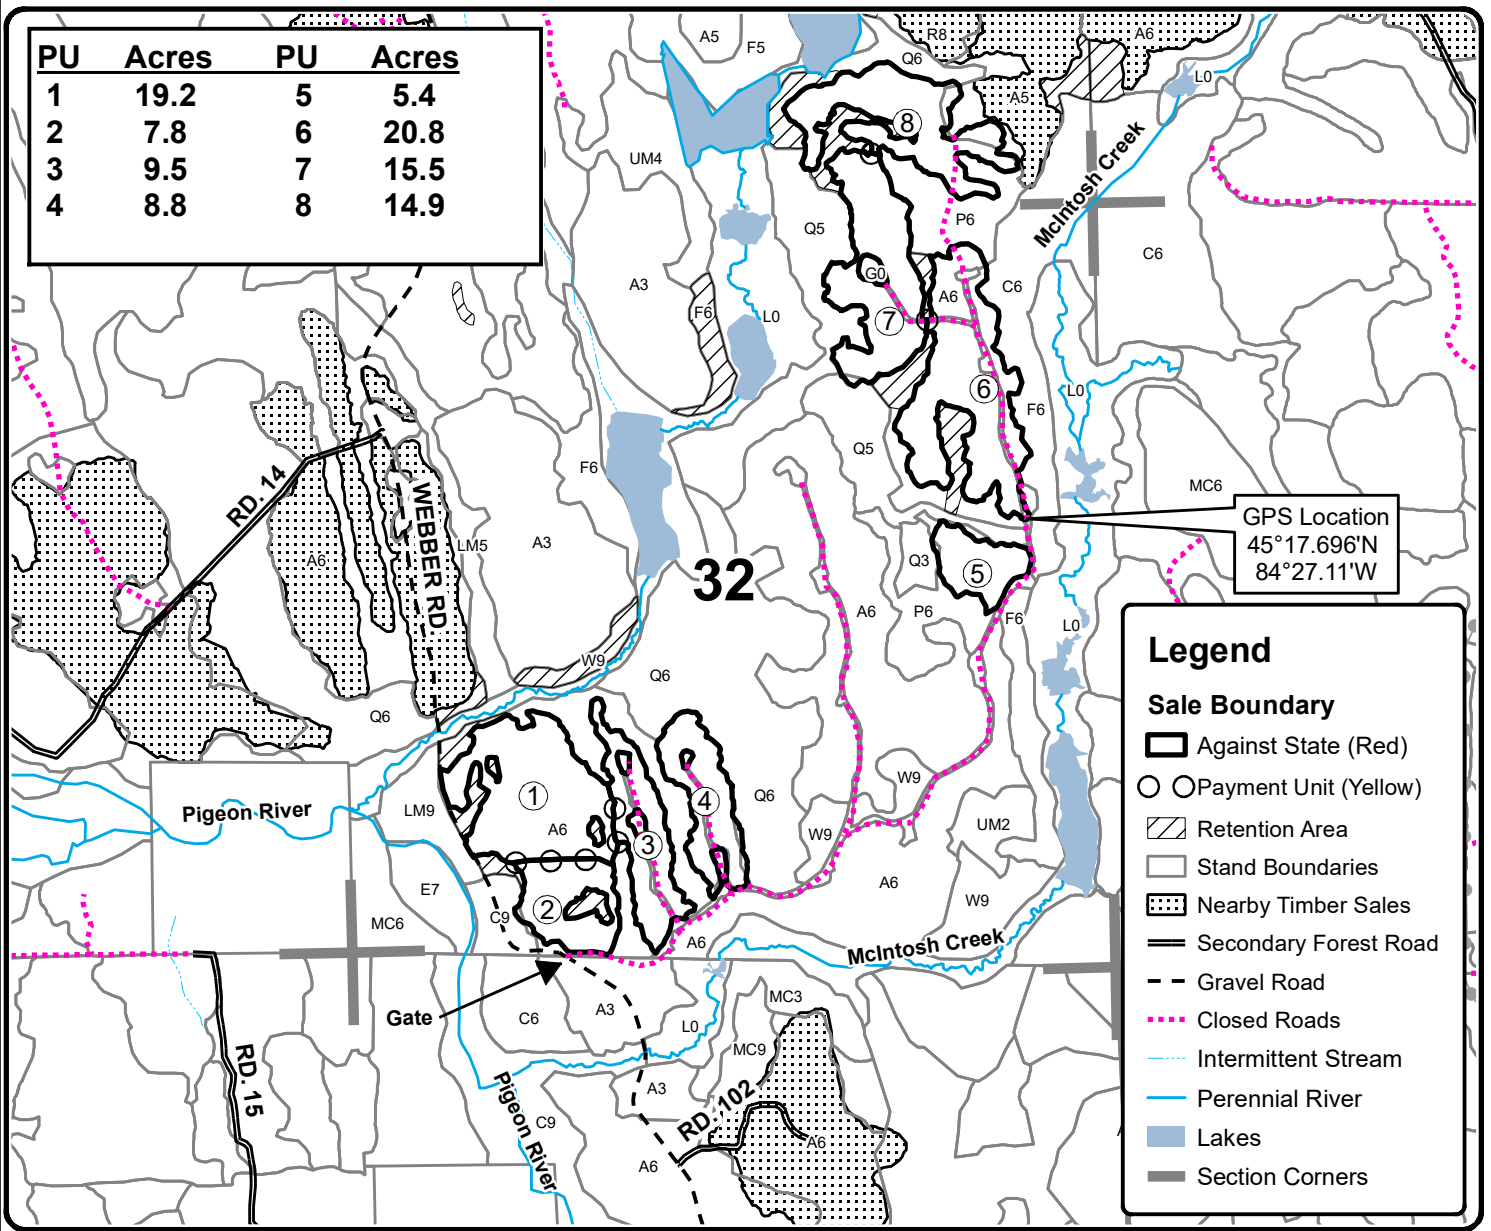 PU Acres PU Acres
1 19.2 5 5.4
2 7.8 6 20.8
3 9.5 7 15.5
4 8.8 8 14.9
A5
F5
R8
Q6
A6
L0
A5
8
UM4
McIntosh Creek
Q5
P6
C6
A3
G0
A6
C6
F6
L0
7
6
L0
F6
Q5
F6
RD. 14
WEBBER RD.
MC6
GPS Location
45°17.696'N
84°27.11'W
LM5
A3
A6
32
Q3
5
A6
P6
F6
L0
W9
Q6
Q6
1
4
Q6
W9
Pigeon River
LM9
A6
3
W9
UM2
E7
A6
2
C9
MC6
W9
A6
McIntosh Creek
Gate
C6
A3
L0
MC3
MC9
RD. 15
Pigeon River
A3
RD. 102
C9
A6
A6
Legend
Sale Boundary
Against State (Red)
Payment Unit (Yellow)
Retention Area
Stand Boundaries
Nearby Timber Sales
Secondary Forest Road
Gravel Road
Closed Roads
Intermittent Stream
Perennial River
Lakes
Section Corners